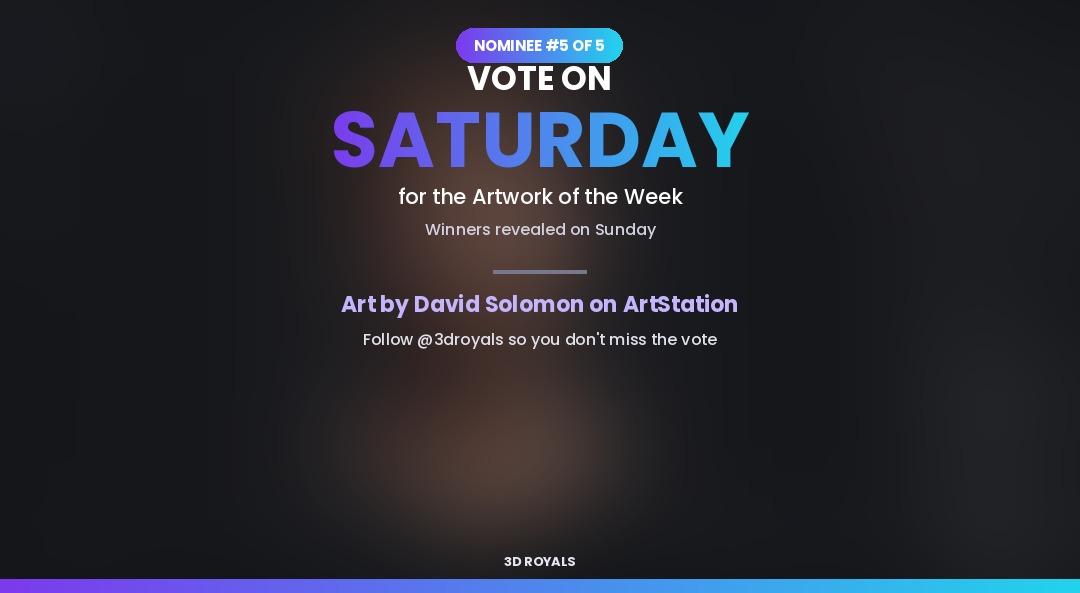 NOMINEE #5 OF 5
VOTE ON
SATURDAY
for the Artwork of the Week
Winners revealed on Sunday
Art by David Solomon on ArtStation
Follow @3droyals so you don't miss the vote
3D ROYALS